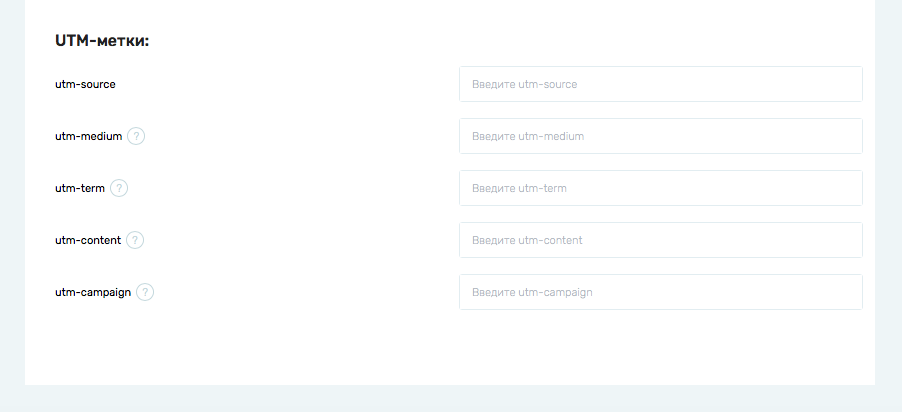 UTM-метки:
utm-source
Введите utm-source
utm-medium ?
Введите utm-medium
utm-term ?
Введите utm-term
utm-content ?
Введите utm-content
utm-campaign ?
Введите utm-campaign